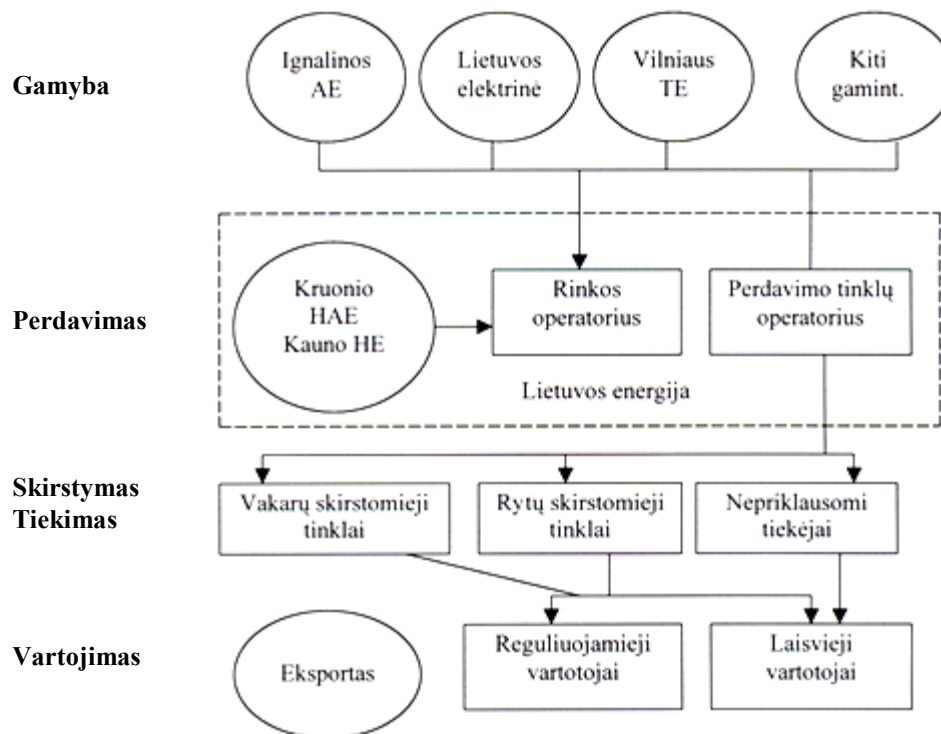 Gamyba
Ignalinos
AE
Lietuvos
elektrinė
Vilniaus
TE
Kiti
gamint.
Perdavimas
Kruonio
HAE
Kauno HE
Rinkos
operatorius
Perdavimo tinklų
operatorius
Lietuvos energija
Skirstymas
Tiekimas
Vakarų skirstomieji
tinklai
Rytų skirstomieji
tinklai
Nepriklausomi
tiekėjai
Vartojimas
Eksportas
Reguliuojamieji
vartotojai
Laisvieji
vartotojai